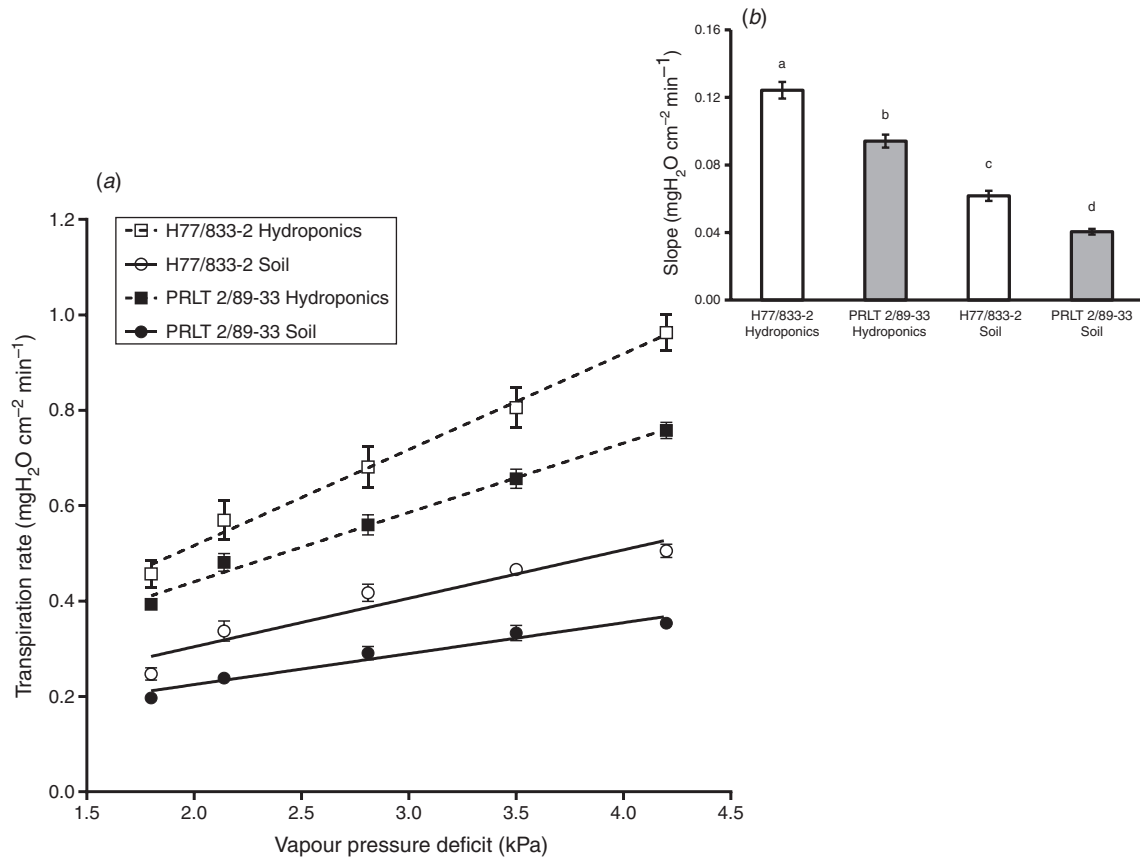 (b)
0.16
0.12
0.08
0.04
0.00
Slope (mgH₂O cm⁻² min⁻¹)
a
b
c
d
H77/833-2
Hydroponics
PRLT 2/89-33
Hydroponics
H77/833-2
Soil
PRLT 2/89-33
Soil
(a)
1.2
1.0
0.8
0.6
0.4
0.2
0.0
Transpiration rate (mgH₂O cm⁻² min⁻¹)
H77/833-2 Hydroponics
H77/833-2 Soil
PRLT 2/89-33 Hydroponics
PRLT 2/89-33 Soil
1.5 2.0 2.5 3.0 3.5 4.0 4.5
Vapour pressure deficit (kPa)